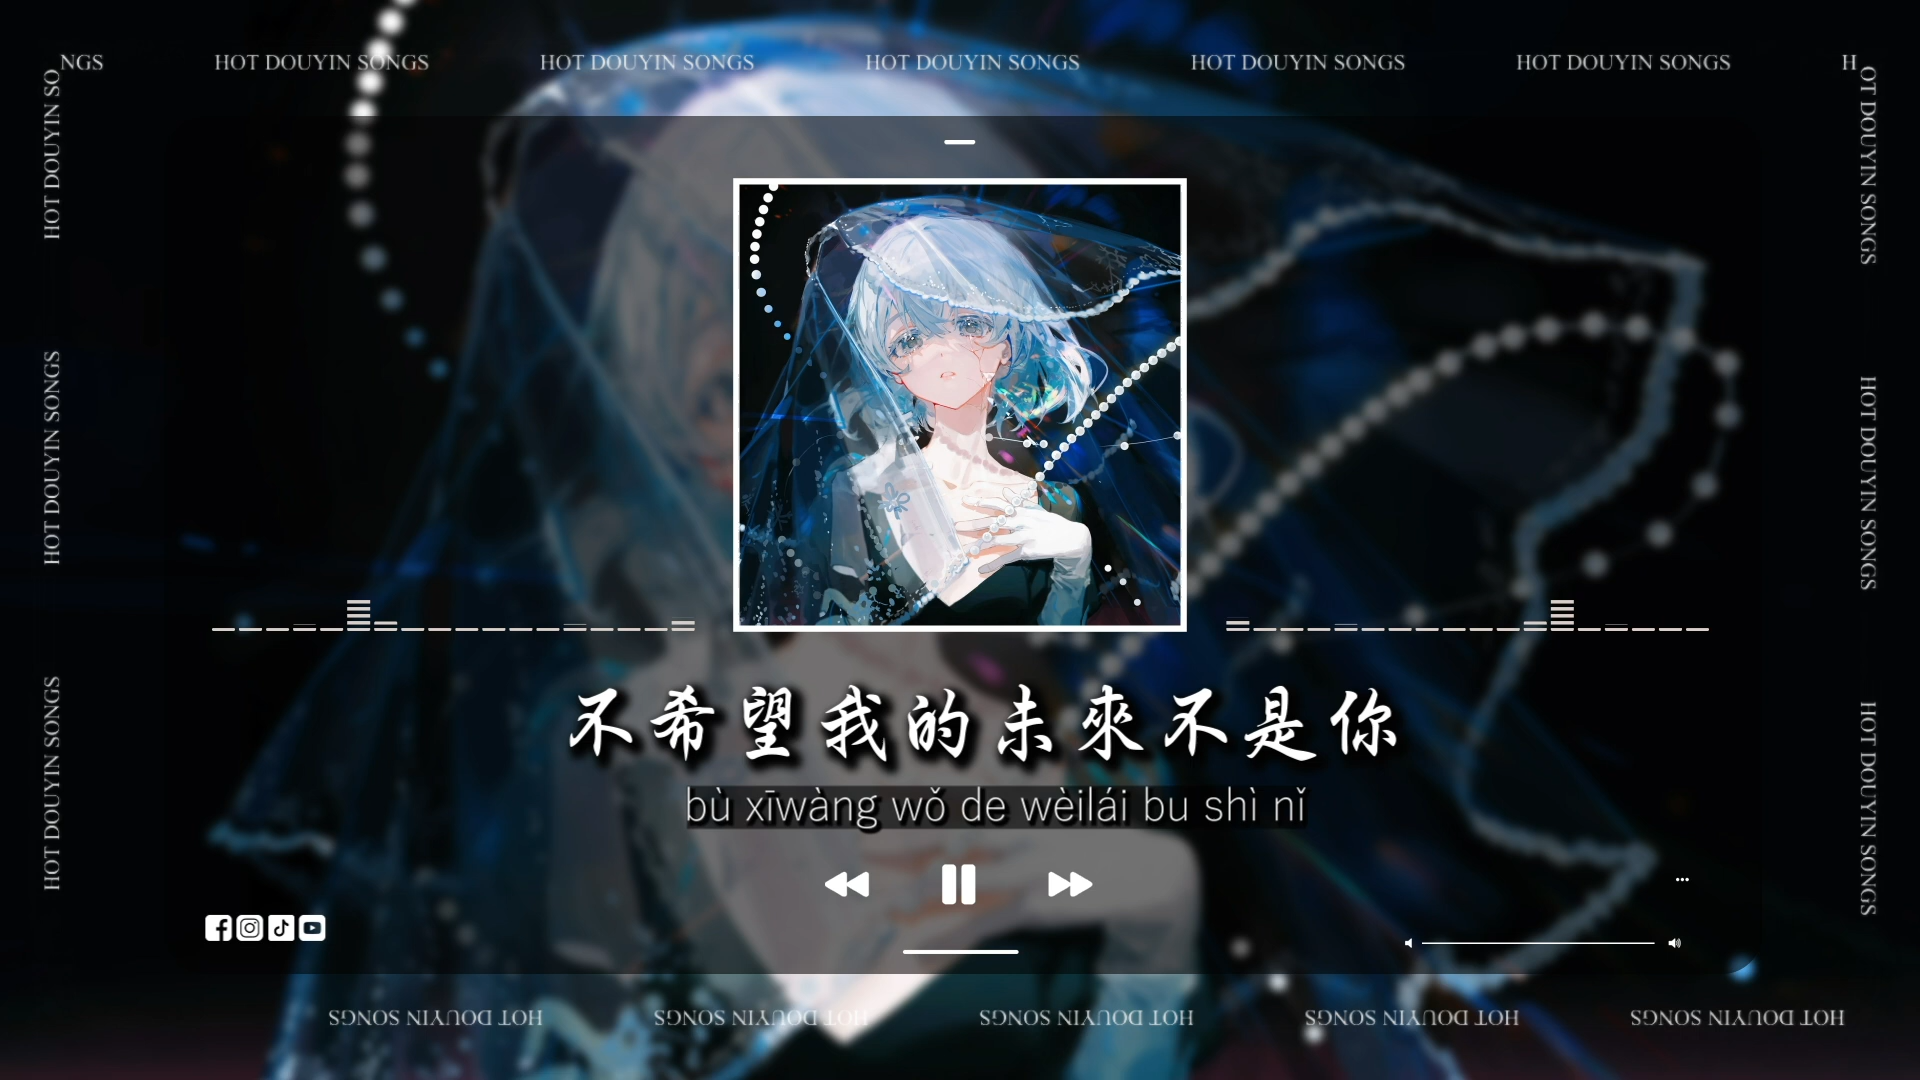 NGS HOT DOUYIN SONGS HOT DOUYIN SONGS HOT DOUYIN SONGS HOT DOUYIN SONGS HOT DOUYIN SONGS H
HOT DOUYIN SO
OT DOUYIN SONGS
HOT DOUYIN SONGS
HOT DOUYIN SONGS
HOT DOUYIN SONGS
HOT DOUYIN SONGS
不希望我的未來不是你
bù xīwàng wǒ de wèilái bu shì nǐ
HOT DOUYIN SONGS HOT DOUYIN SONGS HOT DOUYIN SONGS HOT DOUYIN SONGS HOT DOUYIN SONGS